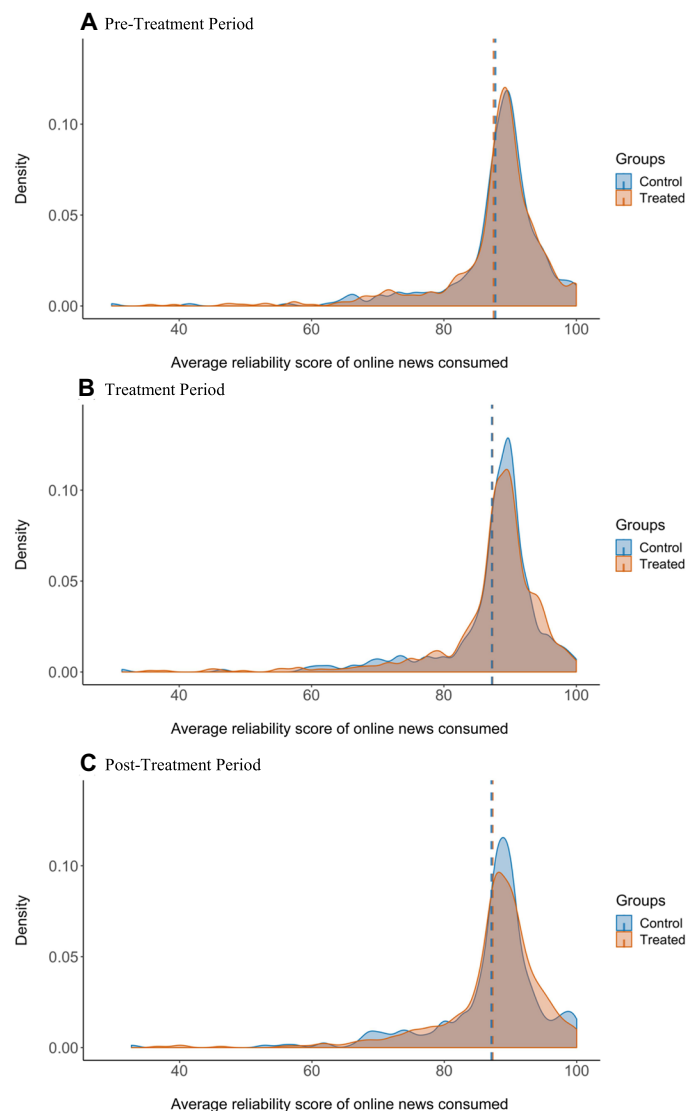 A Pre-Treatment Period
0.10
0.05
0.00
Density
40 60 80 100
Average reliability score of online news consumed
Groups
Control
Treated
B Treatment Period
0.10
0.05
0.00
Density
40 60 80 100
Average reliability score of online news consumed
Groups
Control
Treated
C Post-Treatment Period
0.10
0.05
0.00
Density
40 60 80 100
Average reliability score of online news consumed
Groups
Control
Treated